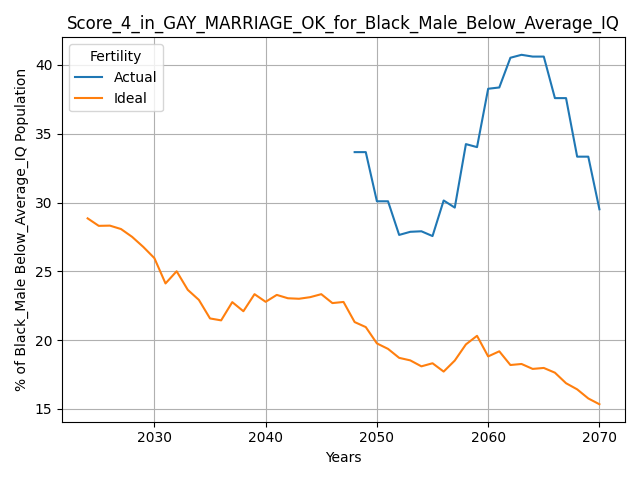 Score_4_in_GAY_MARRIAGE_OK_for_Black_Male_Below_Average_IQ
% of Black_Male Below_Average_IQ Population
Fertility
Actual
Ideal
40
35
30
25
20
15
2030
2040
2050
2060
2070
Years